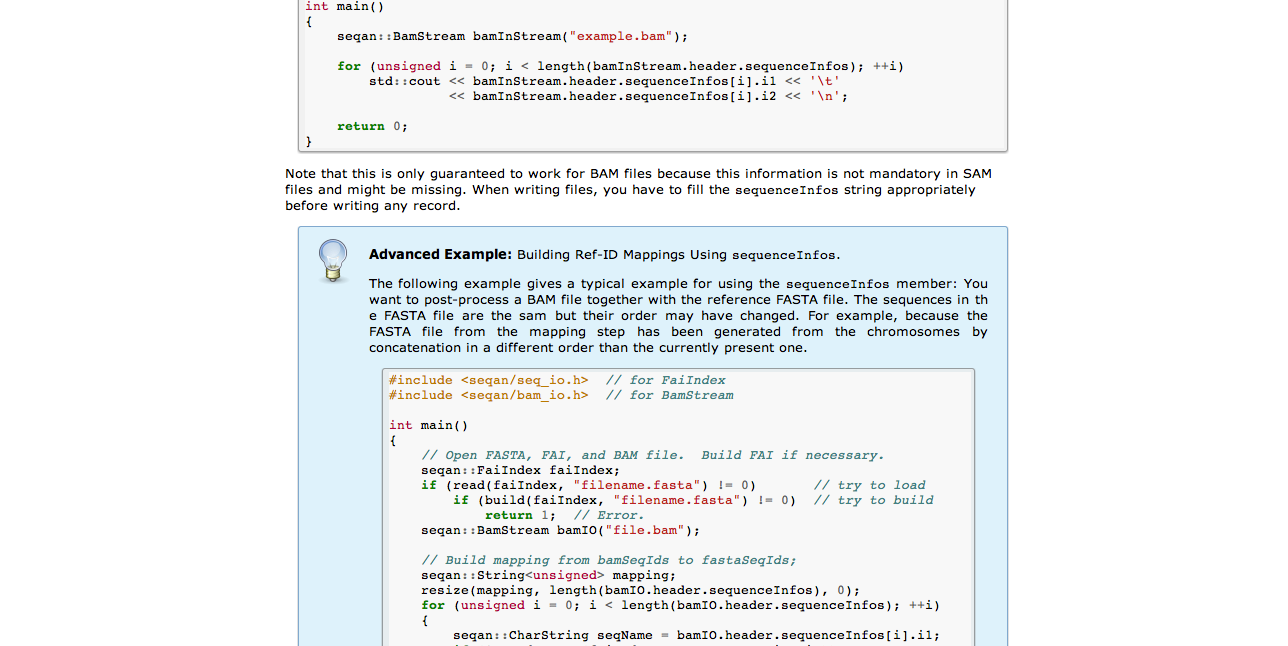 int main()
{
    seqan::BamStream bamInStream("example.bam");
    for (unsigned i = 0; i < length(bamInStream.header.sequenceInfos); ++i)
        std::cout << bamInStream.header.sequenceInfos[i].i1 << '\t'
                  << bamInStream.header.sequenceInfos[i].i2 << '\n';
    return 0;
}
Note that this is only guaranteed to work for BAM files because this information is not mandatory in SAM
files and might be missing. When writing files, you have to fill the sequenceInfos string appropriately
before writing any record.
Advanced Example: Building Ref-ID Mappings Using sequenceInfos.
The following example gives a typical example for using the sequenceInfos member: You
want to post-process a BAM file together with the reference FASTA file. The sequences in th
e FASTA file are the sam but their order may have changed. For example, because the
FASTA file from the mapping step has been generated from the chromosomes by
concatenation in a different order than the currently present one.
#include <seqan/seq_io.h>  // for FaiIndex
#include <seqan/bam_io.h>  // for BamStream
int main()
{
    // Open FASTA, FAI, and BAM file.  Build FAI if necessary.
    seqan::FaiIndex faiIndex;
    if (read(faiIndex, "filename.fasta") != 0)       // try to load
        if (build(faiIndex, "filename.fasta") != 0)  // try to build
            return 1;  // Error.
    seqan::BamStream bamIO("file.bam");
    // Build mapping from bamSeqIds to fastaSeqIds;
    seqan::String<unsigned> mapping;
    resize(mapping, length(bamIO.header.sequenceInfos), 0);
    for (unsigned i = 0; i < length(bamIO.header.sequenceInfos); ++i)
    {
        seqan::CharString seqName = bamIO.header.sequenceInfos[i].i1;